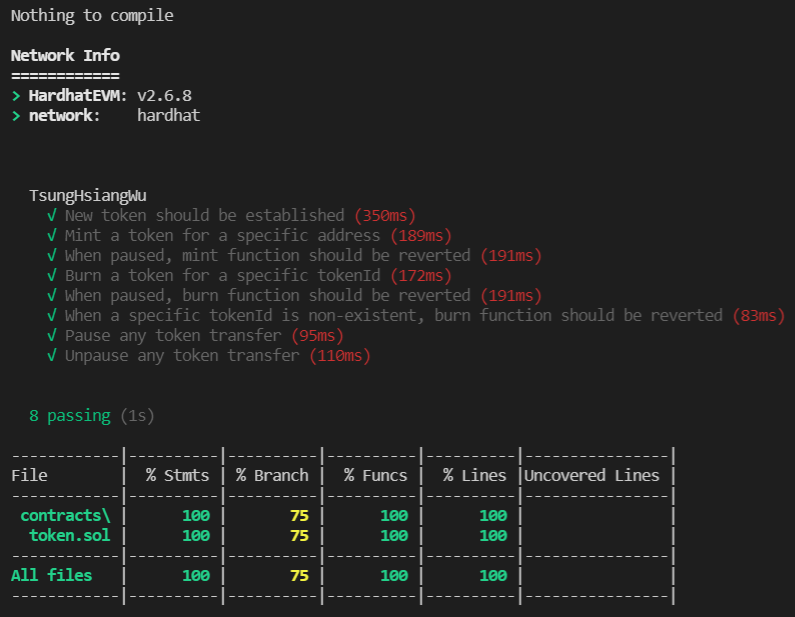 Nothing to compile
Network Info
============
> HardhatEVM: v2.6.8
> network:    hardhat
TsungHsiangWu
√ New token should be established (350ms)
√ Mint a token for a specific address (189ms)
√ When paused, mint function should be reverted (191ms)
√ Burn a token for a specific tokenId (172ms)
√ When paused, burn function should be reverted (191ms)
√ When a specific tokenId is non-existent, burn function should be reverted (83ms)
√ Pause any token transfer (95ms)
√ Unpause any token transfer (110ms)
8 passing (1s)
------------|----------|----------|----------|----------|----------------|
File        |  % Stmts | % Branch |  % Funcs |  % Lines |Uncovered Lines |
------------|----------|----------|----------|----------|----------------|
 contracts\ |      100 |       75 |      100 |      100 |                |
  token.sol |      100 |       75 |      100 |      100 |                |
------------|----------|----------|----------|----------|----------------|
All files   |      100 |       75 |      100 |      100 |                |
------------|----------|----------|----------|----------|----------------|